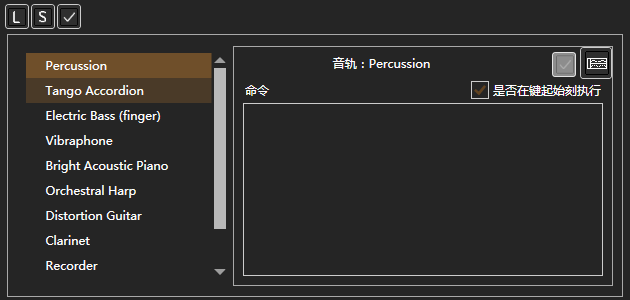 L S
Percussion
Tango Accordion
Electric Bass (finger)
Vibraphone
Bright Acoustic Piano
Orchestral Harp
Distortion Guitar
Clarinet
Recorder
音轨：Percussion
命令
是否在键起始刻执行